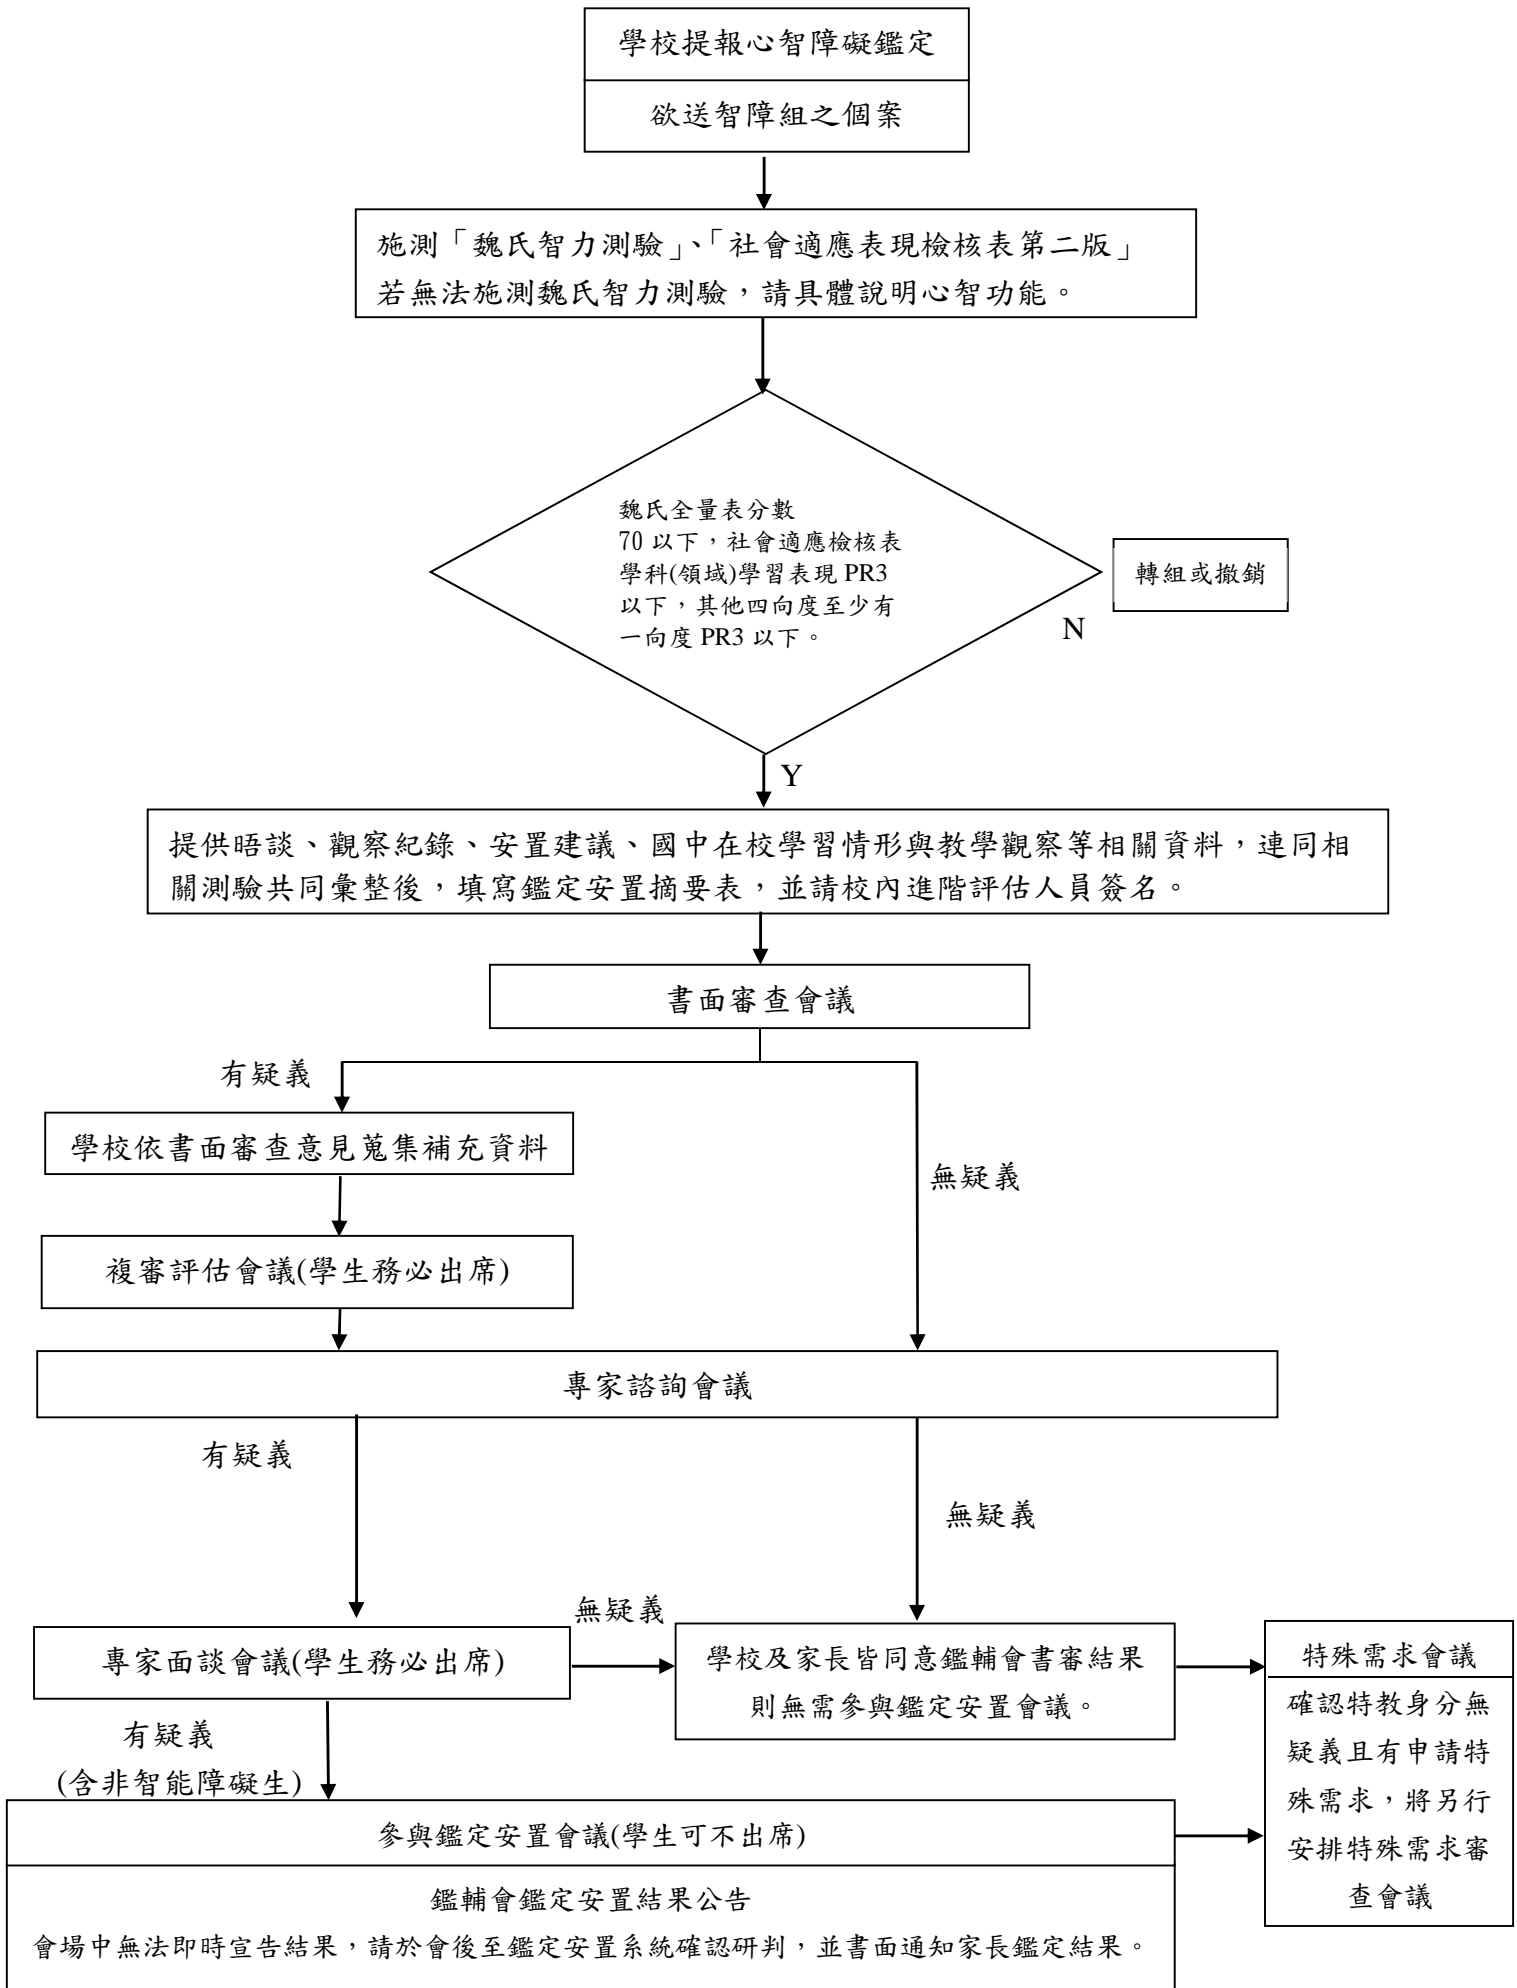 學校提報心智障礙鑑定
欲送智障組之個案
施測「魏氏智力測驗」、「社會適應表現檢核表第二版」
若無法施測魏氏智力測驗，請具體說明心智功能。
魏氏全量表分數
70 以下，社會適應檢核表
學科(領域)學習表現 PR3
以下，其他四向度至少有
一向度 PR3 以下。
轉組或撤銷
N
Y
提供晤談、觀察紀錄、安置建議、國中在校學習情形與教學觀察等相關資料，連同相
關測驗共同彙整後，填寫鑑定安置摘要表，並請校內進階評估人員簽名。
書面審查會議
有疑義
學校依書面審查意見蒐集補充資料
無疑義
複審評估會議(學生務必出席)
專家諮詢會議
有疑義
無疑義
無疑義
專家面談會議(學生務必出席)
學校及家長皆同意鑑輔會書審結果
則無需參與鑑定安置會議。
特殊需求會議
確認特教身分無
疑義且有申請特
殊需求，將另行
安排特殊需求審
查會議
有疑義
(含非智能障礙生)
參與鑑定安置會議(學生可不出席)
鑑輔會鑑定安置結果公告
會場中無法即時宣告結果，請於會後至鑑定安置系統確認研判，並書面通知家長鑑定結果。